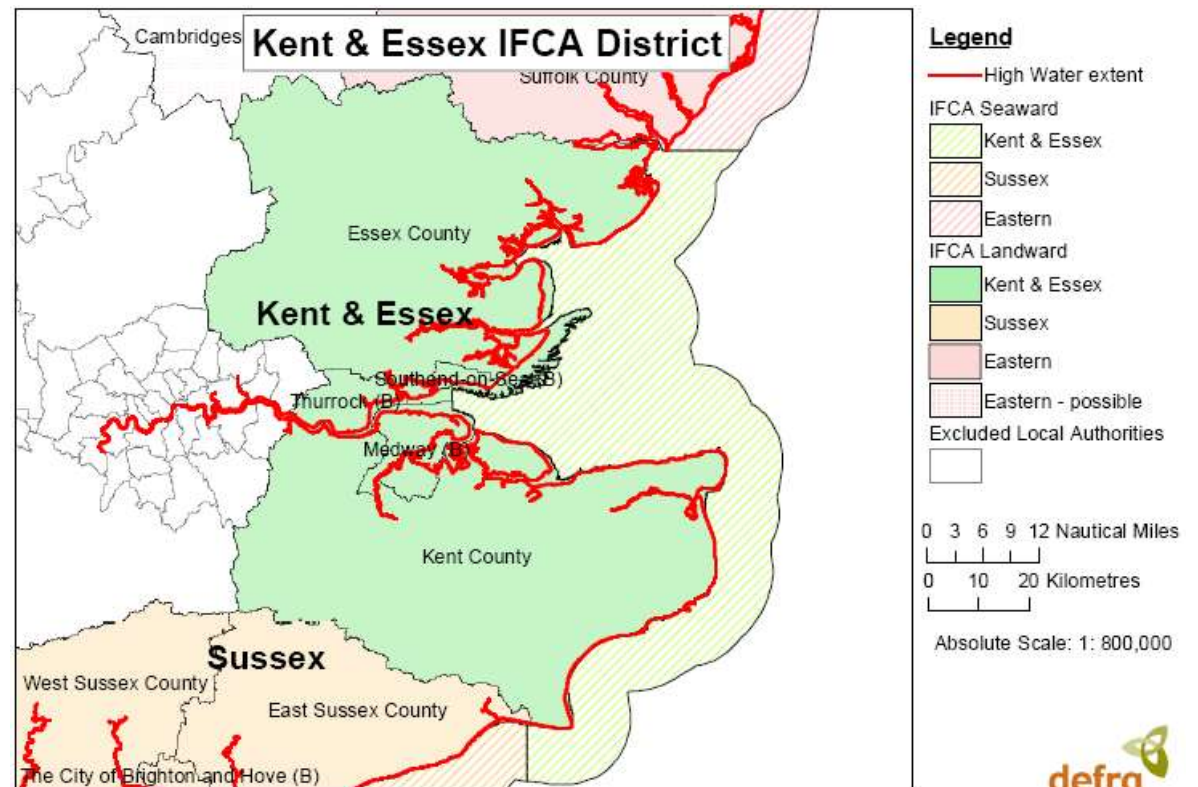 Kent & Essex IFCA District
Cambridges
Suffolk County
Essex County
Kent & Essex
Southend-on-Sea (B)
Thurrock (B)
Medway (B)
Kent County
Sussex
West Sussex County
East Sussex County
The City of Brighton and Hove (B)
Legend
High Water extent
IFCA Seaward
Kent & Essex
Sussex
Eastern
IFCA Landward
Kent & Essex
Sussex
Eastern
Eastern - possible
Excluded Local Authorities
0 3 6 9 12 Nautical Miles
0 10 20 Kilometres
Absolute Scale: 1: 800,000
defra